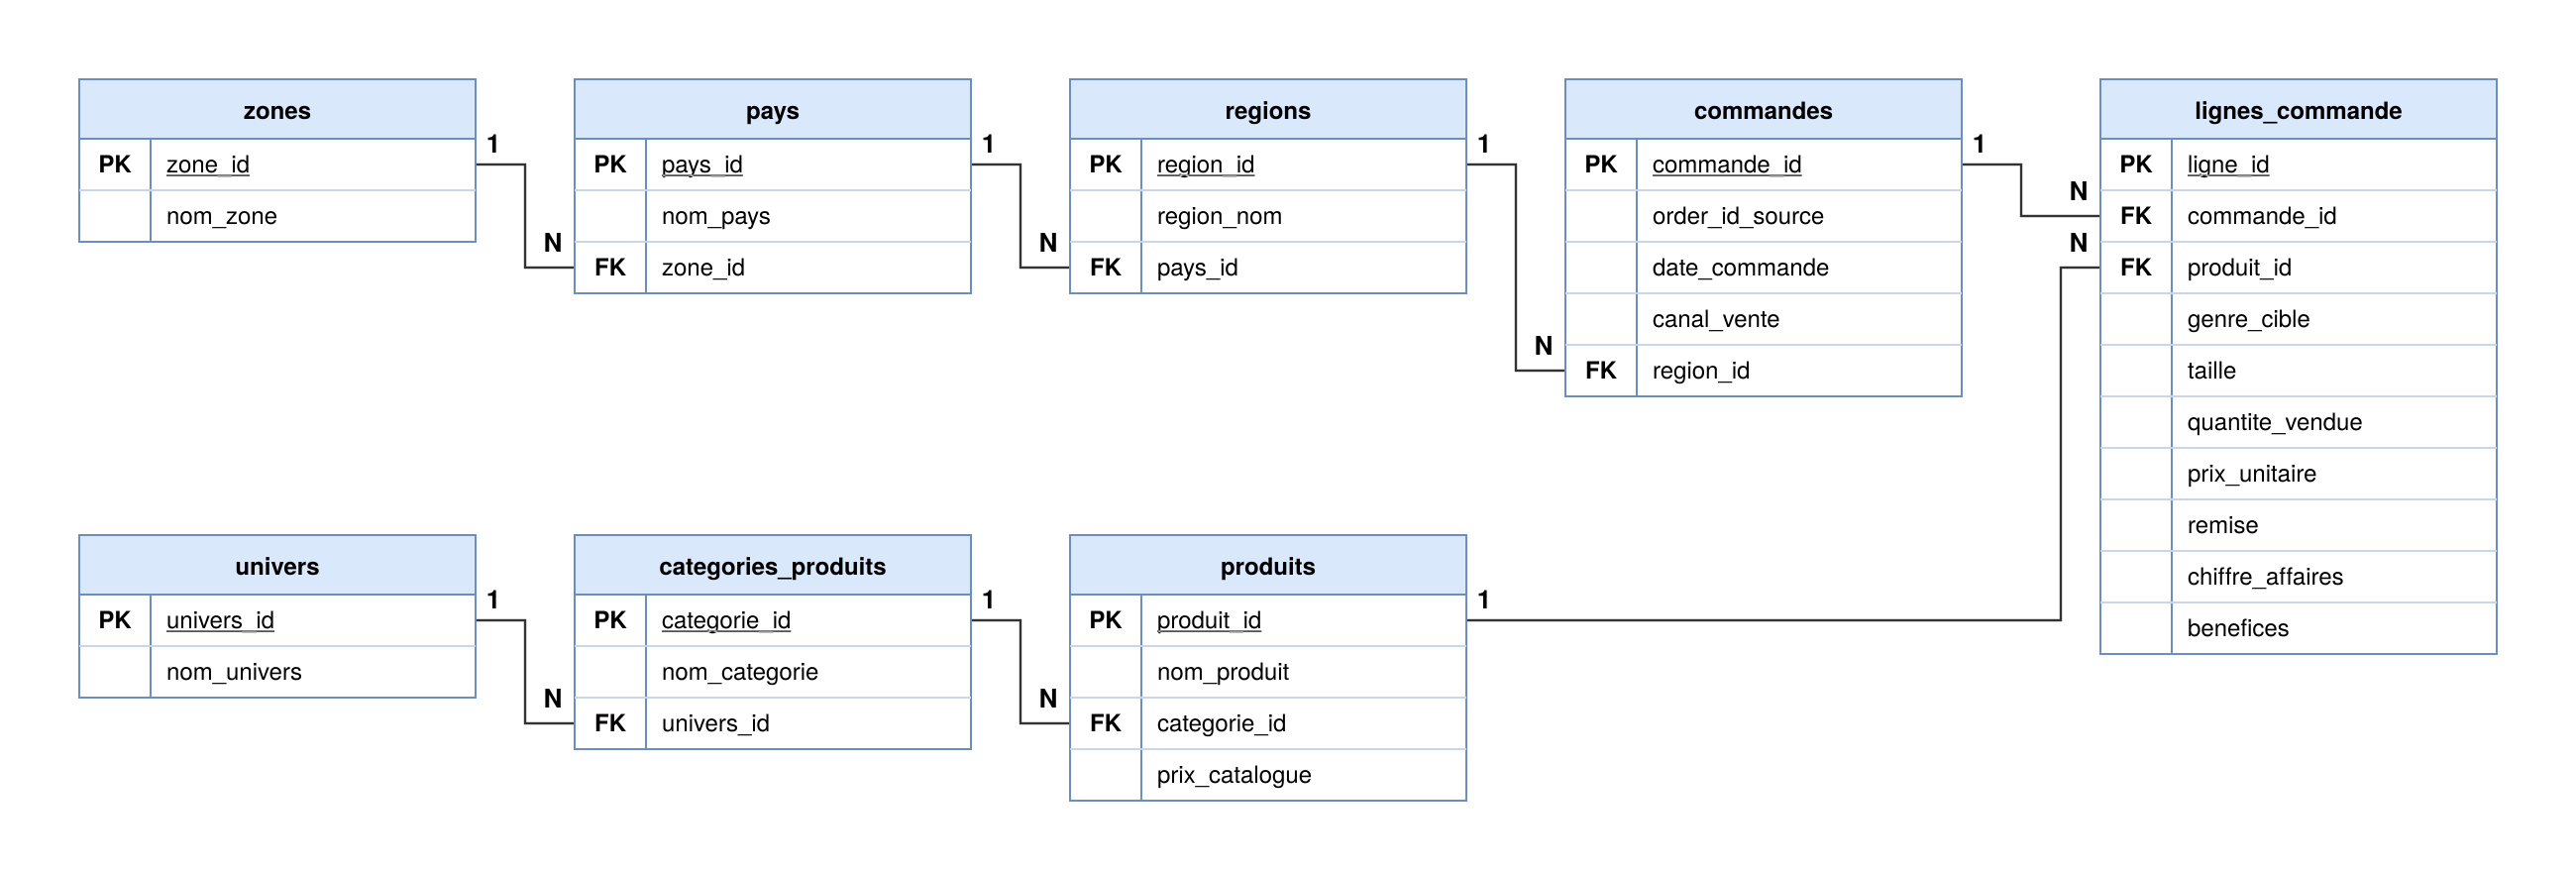 zones
PK zone_id
nom_zone
1
N
pays
PK pays_id
nom_pays
FK zone_id
1
N
regions
PK region_id
region_nom
FK pays_id
1
N
commandes
PK commande_id
order_id_source
date_commande
canal_vente
FK region_id
1
N
N
lignes_commande
PK ligne_id
FK commande_id
FK produit_id
genre_cible
taille
quantite_vendue
prix_unitaire
remise
chiffre_affaires
benefices
univers
PK univers_id
nom_univers
1
N
categories_produits
PK categorie_id
nom_categorie
FK univers_id
1
N
produits
PK produit_id
nom_produit
FK categorie_id
prix_catalogue
1